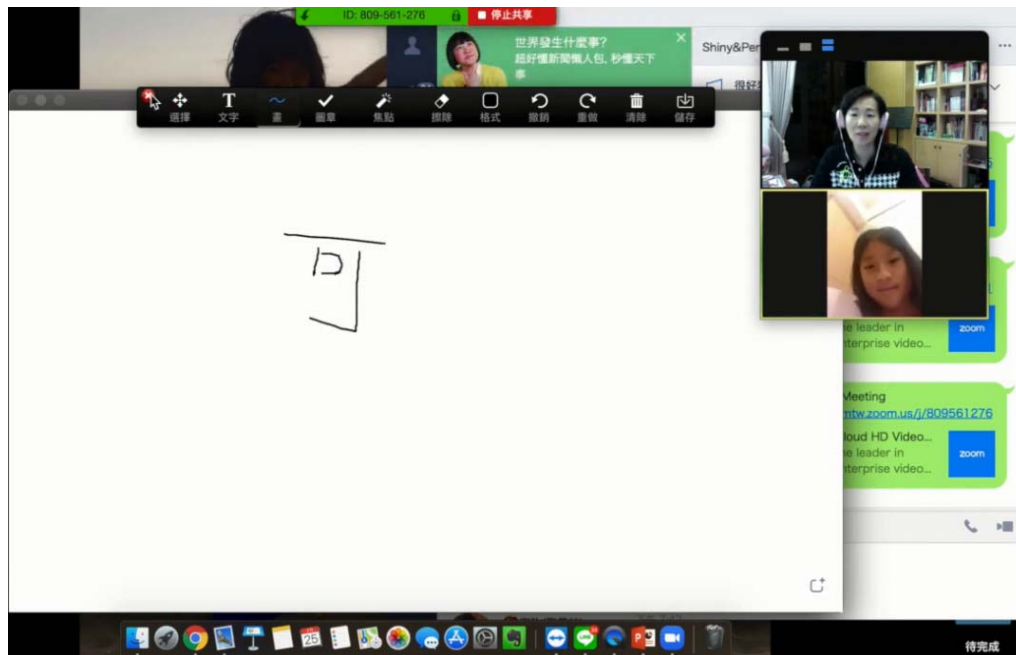 ID: 809-561-276 停止共享
世界發生什麼事?
超好懂新聞懶人包, 秒懂天下
事
Shiny&Per
選擇 文字 畫 圖章 焦點 擦除 格式 撤銷 重做 清除 儲存
可
e leader in
nterprise video...
zoom
Meeting
mtw.zoom.us/j/809561276
loud HD Video...
e leader in
nterprise video...
zoom
25
待完成